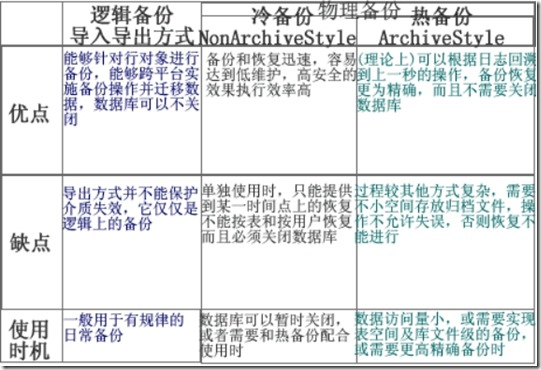 物理备份
逻辑备份
导入导出方式
冷备份
NonArchiveStyle
热备份
ArchiveStyle
优点
能够针对行对象进行
备份，能够跨平台实
施备份操作并迁移数
据，数据库可以不关
闭
备份和恢复迅速，容易
达到低维护，高安全的
效果执行效率高
(理论上)可以根据日志回溯
到上一秒的操作，备份恢复
更为精确，而且不需要关闭
数据库
缺点
导出方式并不能保护
介质失效，它仅仅是
逻辑上的备份
单独使用时，只能提供
到某一时间点上的恢复
不能按表和按用户恢复
而且必须关闭数据库
过程较其他方式复杂，需要
不小空间存放归档文件，操
作不允许失误，否则恢复不
能进行
使用
时机
一般用于有规律的
日常备份
数据库可以暂时关闭，
或者需要和热备份配合
使用时
数据访问量小，或需要实现
表空间及库文件级的备份，
或需要更高精确备份时